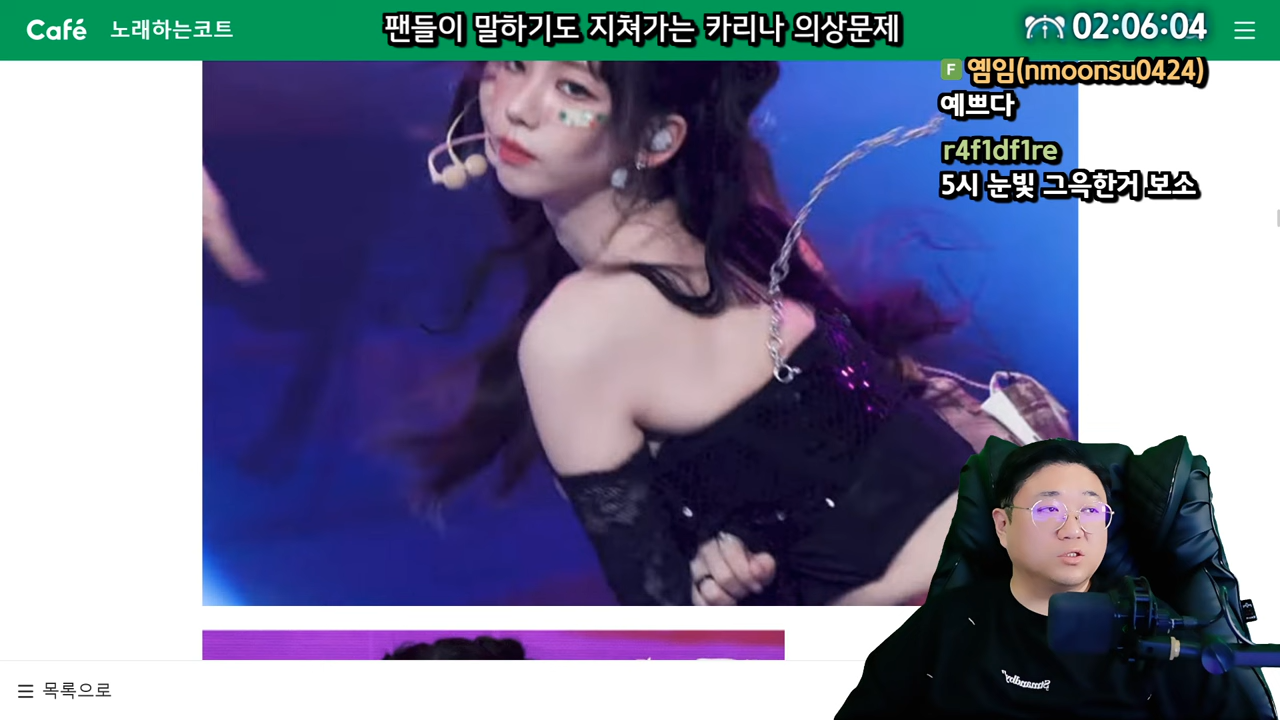 Café 노래하는코트
팬들이 말하기도 지쳐가는 카리나 의상문제
02:06:04
F 옘임(nmoonsu0424)
예쁘다
r4f1df1re
5시 눈빛 그윽한거 보소
목록으로